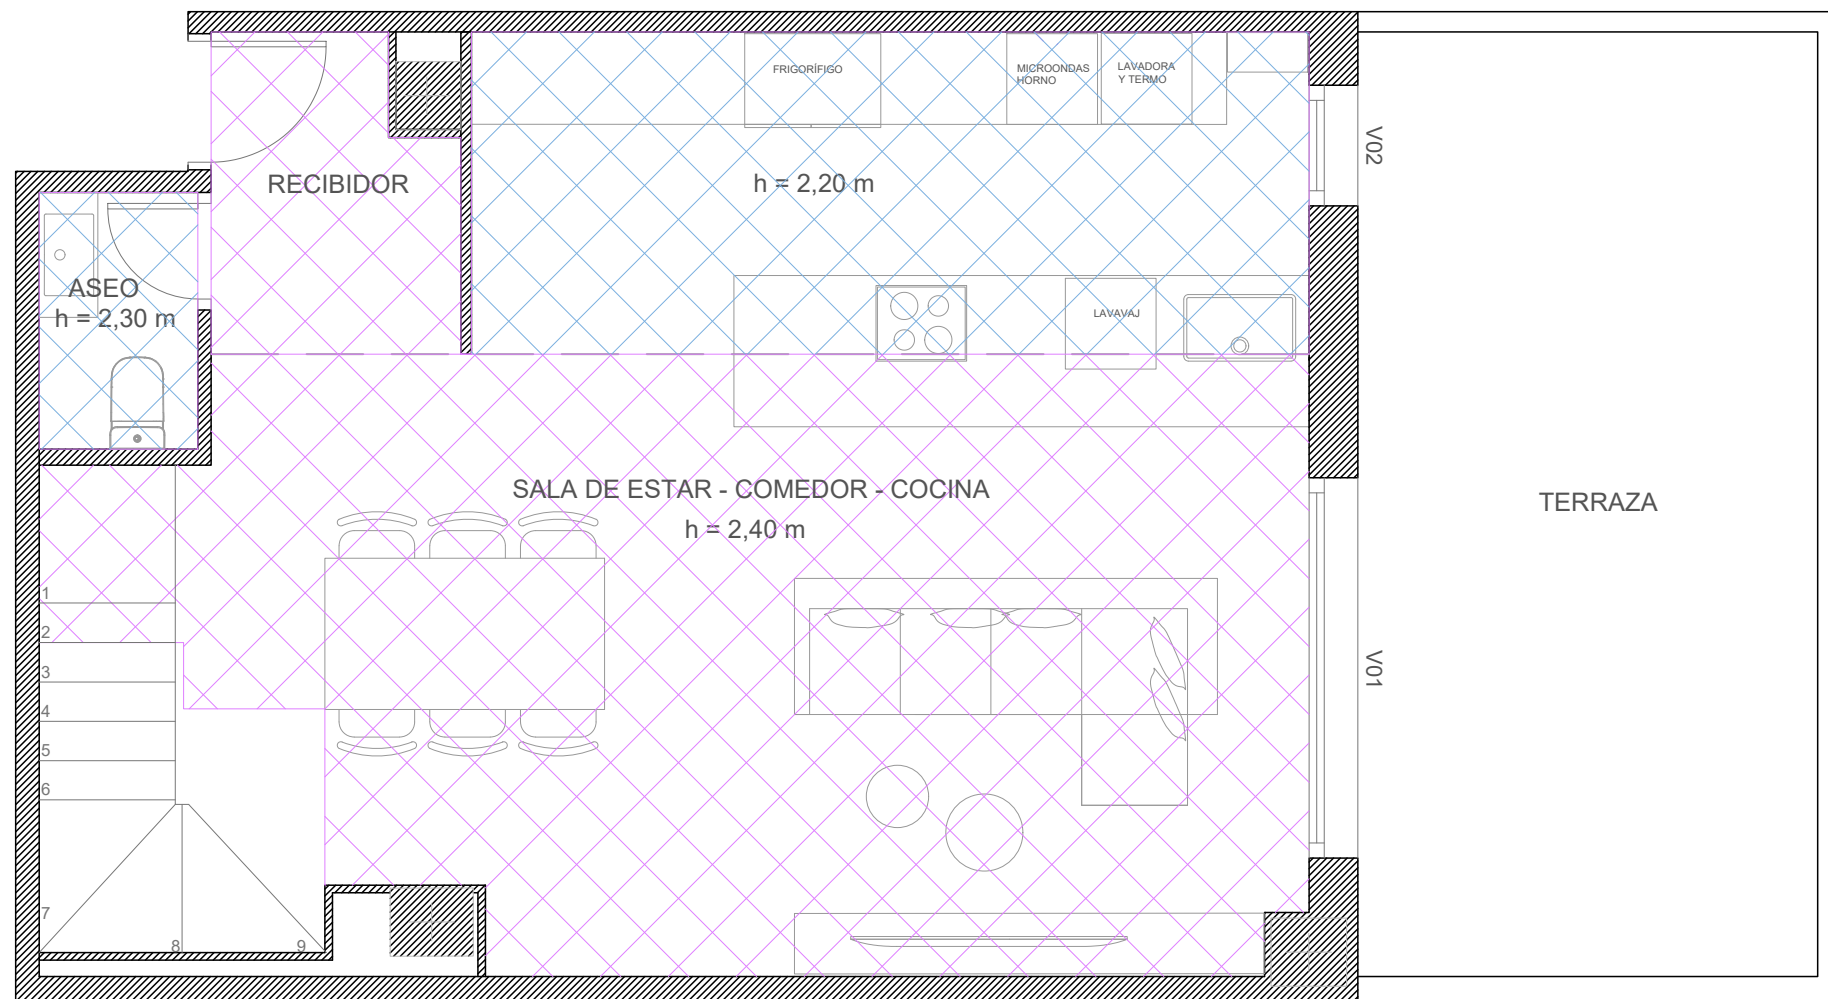 FRIGORÍFIGO
MICROONDAS
HORNO
LAVADORA
Y TERMO
V02
RECIBIDOR
h = 2,20 m
ASEO
h = 2,30 m
LAVAVAJ
SALA DE ESTAR - COMEDOR - COCINA
h = 2,40 m
TERRAZA
1
2
3
4
5
6
7
8
9
V01